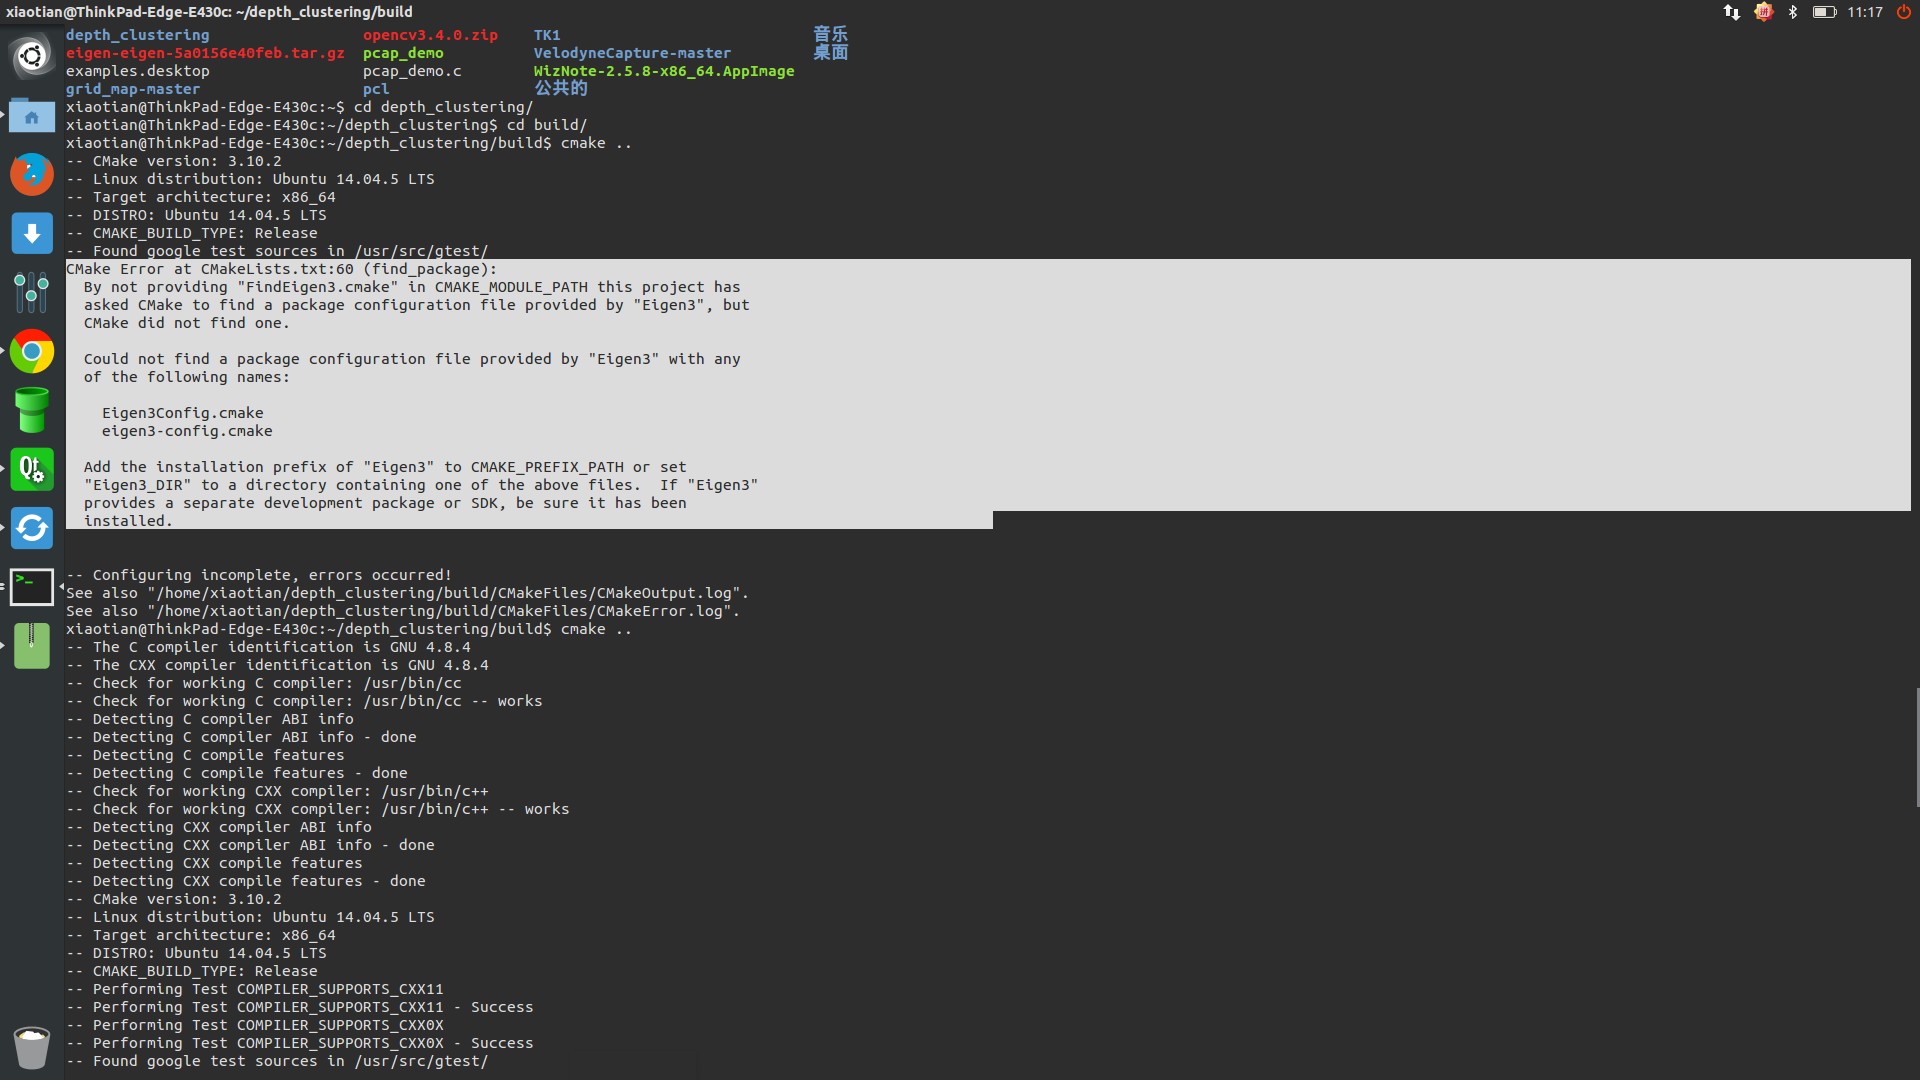 xiaotian@ThinkPad-Edge-E430c: ~/depth_clustering/build 11:17
depth_clustering opencv3.4.0.zip TK1 音乐
eigen-eigen-5a0156e40feb.tar.gz pcap_demo VelodyneCapture-master 桌面
examples.desktop pcap_demo.c WizNote-2.5.8-x86_64.AppImage
grid_map-master pcl 公共的
xiaotian@ThinkPad-Edge-E430c:~$ cd depth_clustering/
xiaotian@ThinkPad-Edge-E430c:~/depth_clustering$ cd build/
xiaotian@ThinkPad-Edge-E430c:~/depth_clustering/build$ cmake ..
-- CMake version: 3.10.2
-- Linux distribution: Ubuntu 14.04.5 LTS
-- Target architecture: x86_64
-- DISTRO: Ubuntu 14.04.5 LTS
-- CMAKE_BUILD_TYPE: Release
-- Found google test sources in /usr/src/gtest/
CMake Error at CMakeLists.txt:60 (find_package):
By not providing "FindEigen3.cmake" in CMAKE_MODULE_PATH this project has
asked CMake to find a package configuration file provided by "Eigen3", but
CMake did not find one.
Could not find a package configuration file provided by "Eigen3" with any
of the following names:
Eigen3Config.cmake
eigen3-config.cmake
Add the installation prefix of "Eigen3" to CMAKE_PREFIX_PATH or set
"Eigen3_DIR" to a directory containing one of the above files.  If "Eigen3"
provides a separate development package or SDK, be sure it has been
installed.
-- Configuring incomplete, errors occurred!
See also "/home/xiaotian/depth_clustering/build/CMakeFiles/CMakeOutput.log".
See also "/home/xiaotian/depth_clustering/build/CMakeFiles/CMakeError.log".
xiaotian@ThinkPad-Edge-E430c:~/depth_clustering/build$ cmake ..
-- The C compiler identification is GNU 4.8.4
-- The CXX compiler identification is GNU 4.8.4
-- Check for working C compiler: /usr/bin/cc
-- Check for working C compiler: /usr/bin/cc -- works
-- Detecting C compiler ABI info
-- Detecting C compiler ABI info - done
-- Detecting C compile features
-- Detecting C compile features - done
-- Check for working CXX compiler: /usr/bin/c++
-- Check for working CXX compiler: /usr/bin/c++ -- works
-- Detecting CXX compiler ABI info
-- Detecting CXX compiler ABI info - done
-- Detecting CXX compile features
-- Detecting CXX compile features - done
-- CMake version: 3.10.2
-- Linux distribution: Ubuntu 14.04.5 LTS
-- Target architecture: x86_64
-- DISTRO: Ubuntu 14.04.5 LTS
-- CMAKE_BUILD_TYPE: Release
-- Performing Test COMPILER_SUPPORTS_CXX11
-- Performing Test COMPILER_SUPPORTS_CXX11 - Success
-- Performing Test COMPILER_SUPPORTS_CXX0X
-- Performing Test COMPILER_SUPPORTS_CXX0X - Success
-- Found google test sources in /usr/src/gtest/
Qt
>_